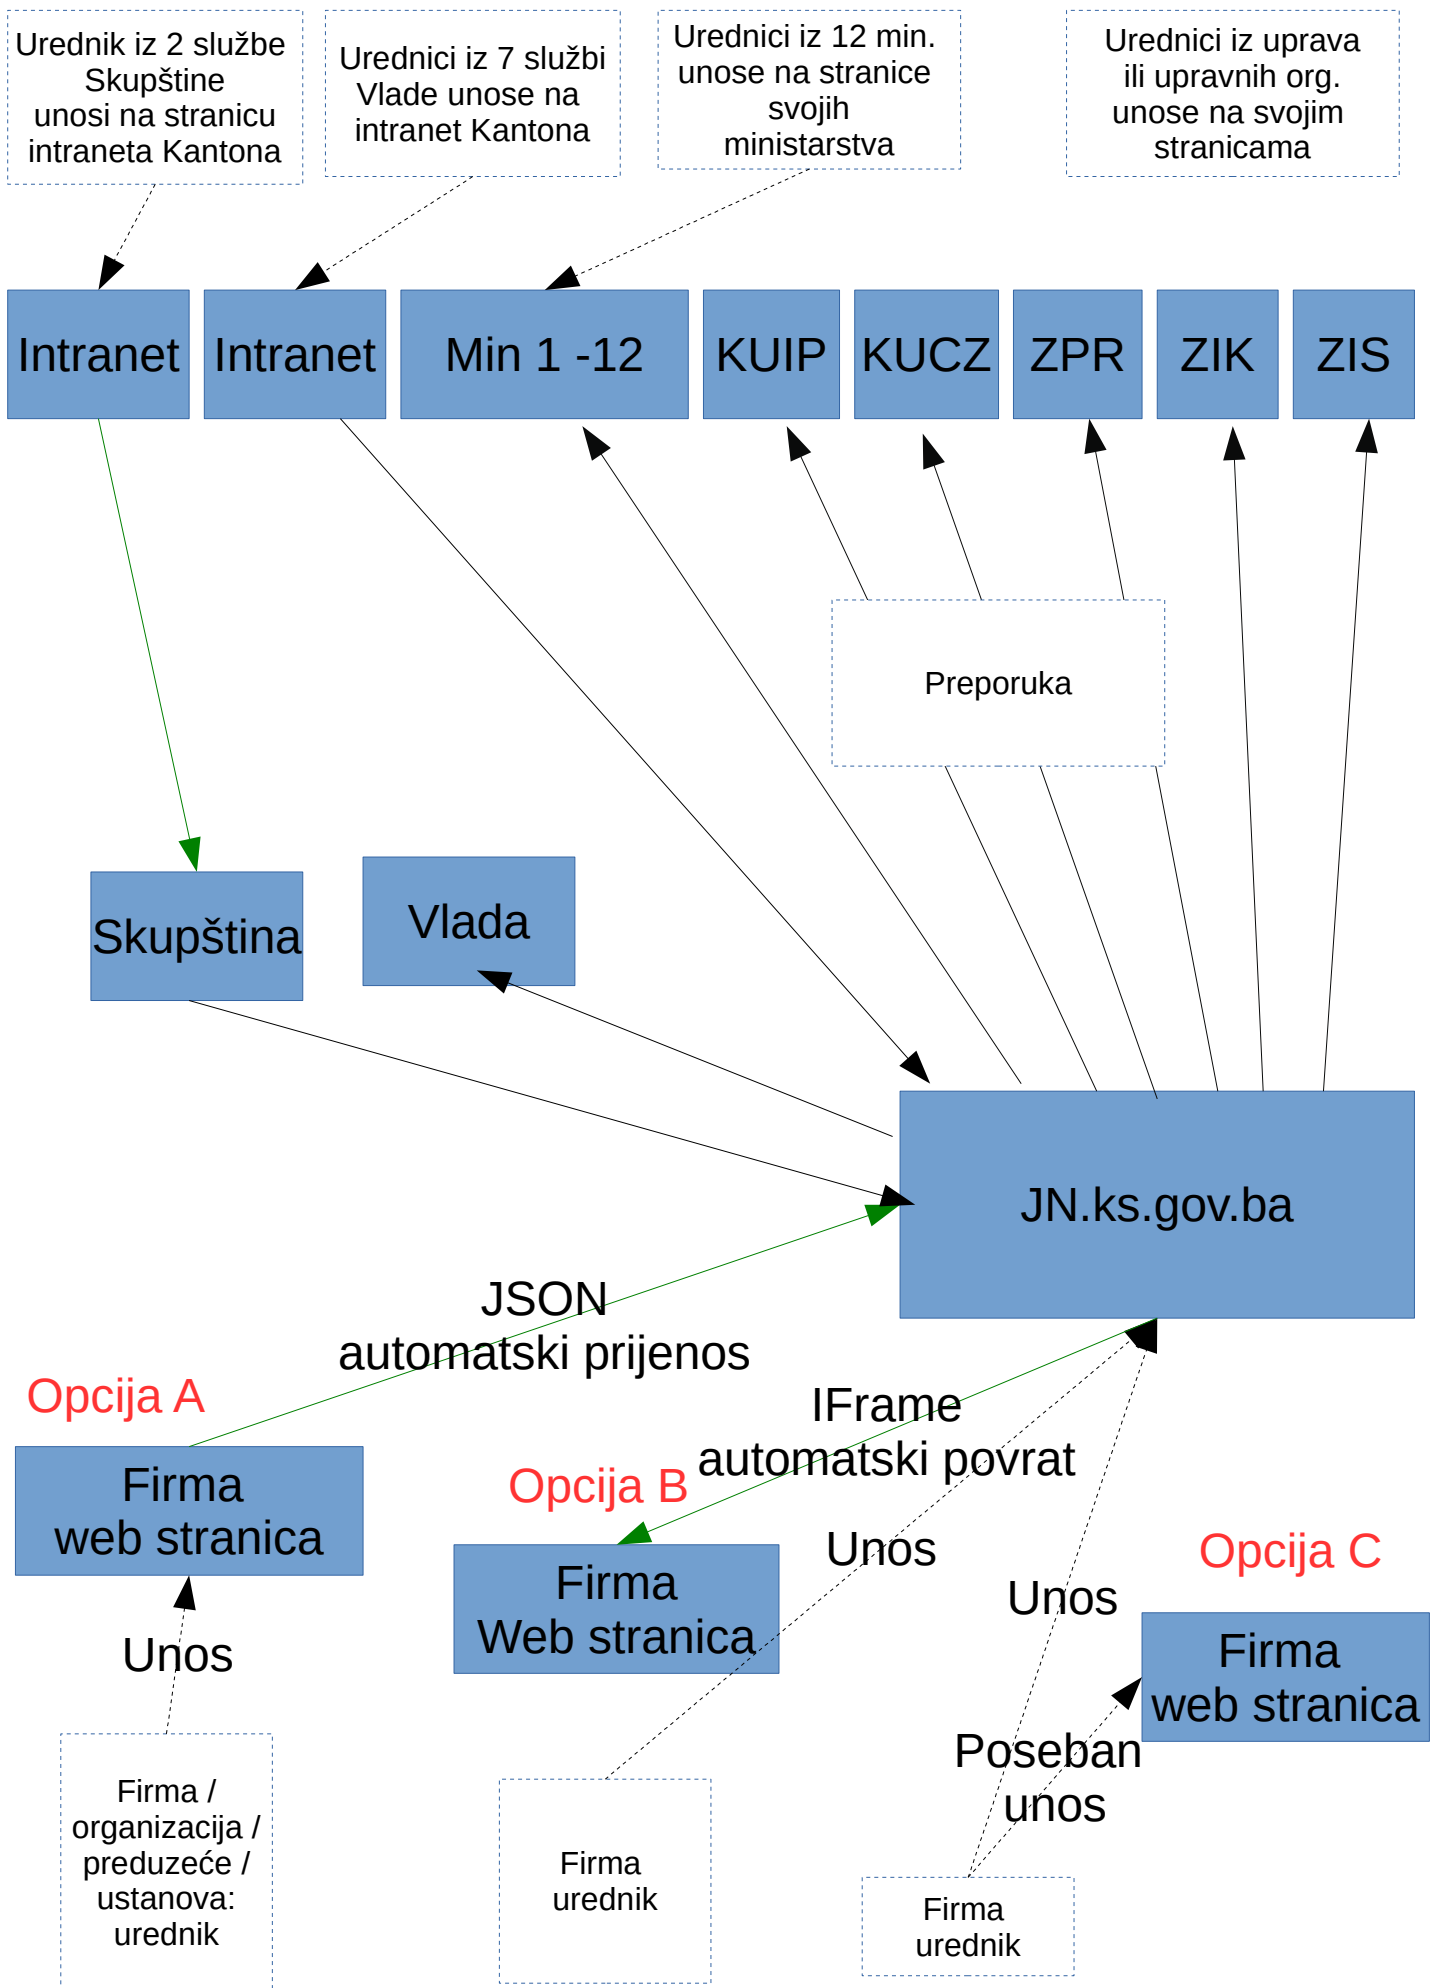 Urednik iz 2 službe
Skupštine
unosi na stranicu
intraneta Kantona
Urednici iz 7 službi
Vlade unose na
intranet Kantona
Urednici iz 12 min.
unose na stranice
svojih
ministarstva
Urednici iz uprava
ili upravnih org.
unose na svojim
stranicama
Intranet
Intranet
Min 1 -12
KUIP
KUCZ
ZPR
ZIK
ZIS
Preporuka
Skupština
Vlada
JN.ks.gov.ba
JSON
automatski prijenos
Opcija A
Firma
web stranica
Unos
Firma /
organizacija /
preduzeće /
ustanova:
urednik
IFrame
automatski povrat
Opcija B
Firma
Web stranica
Unos
Firma
urednik
Opcija C
Unos
Firma
web stranica
Poseban
unos
Firma
urednik